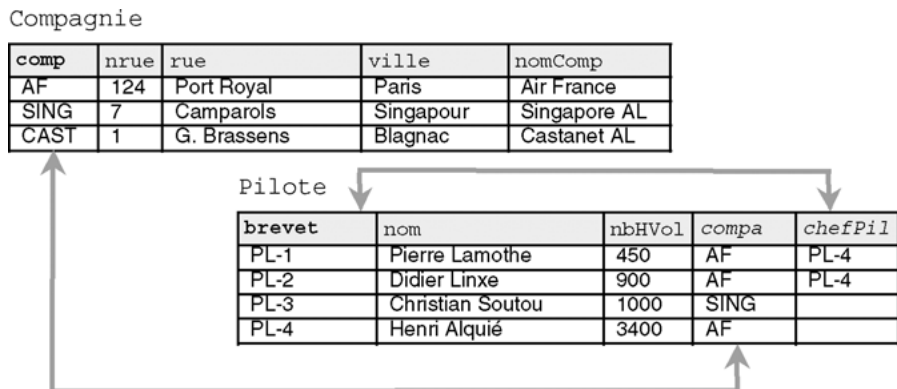 Compagnie
comp nrue rue ville nomComp
AF 124 Port Royal Paris Air France
SING 7 Camparols Singapour Singapore AL
CAST 1 G. Brassens Blagnac Castanet AL
Pilote
brevet nom nbHVol compa chefPil
PL-1 Pierre Lamothe 450 AF PL-4
PL-2 Didier Linxe 900 AF PL-4
PL-3 Christian Soutou 1000 SING
PL-4 Henri Alquié 3400 AF